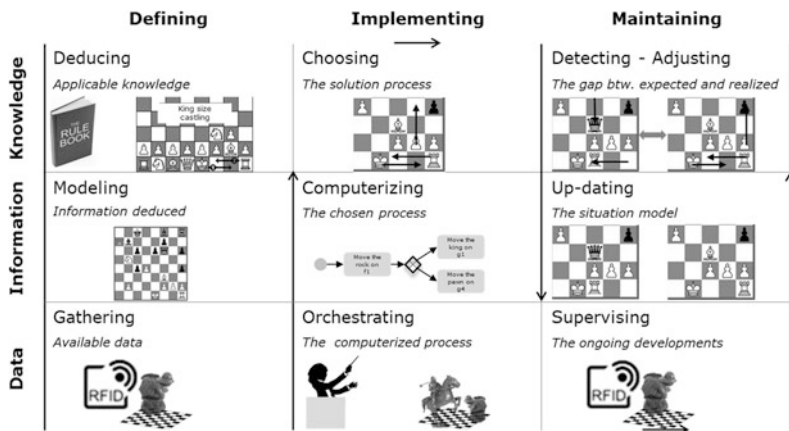 Defining
Implementing
Maintaining
Knowledge
Deducing
Applicable knowledge
THE
RULE
BOOK
King size
castling
Choosing
The solution process
Detecting - Adjusting
The gap btw. expected and realized
Information
Modeling
Information deduced
Computerizing
The chosen process
Move the
rock on
f1
Move the
king on
g1
Move the
pawn on
g4
Up-dating
The situation model
Data
Gathering
Available data
RFID
Orchestrating
The computerized process
Supervising
The ongoing developments
RFID